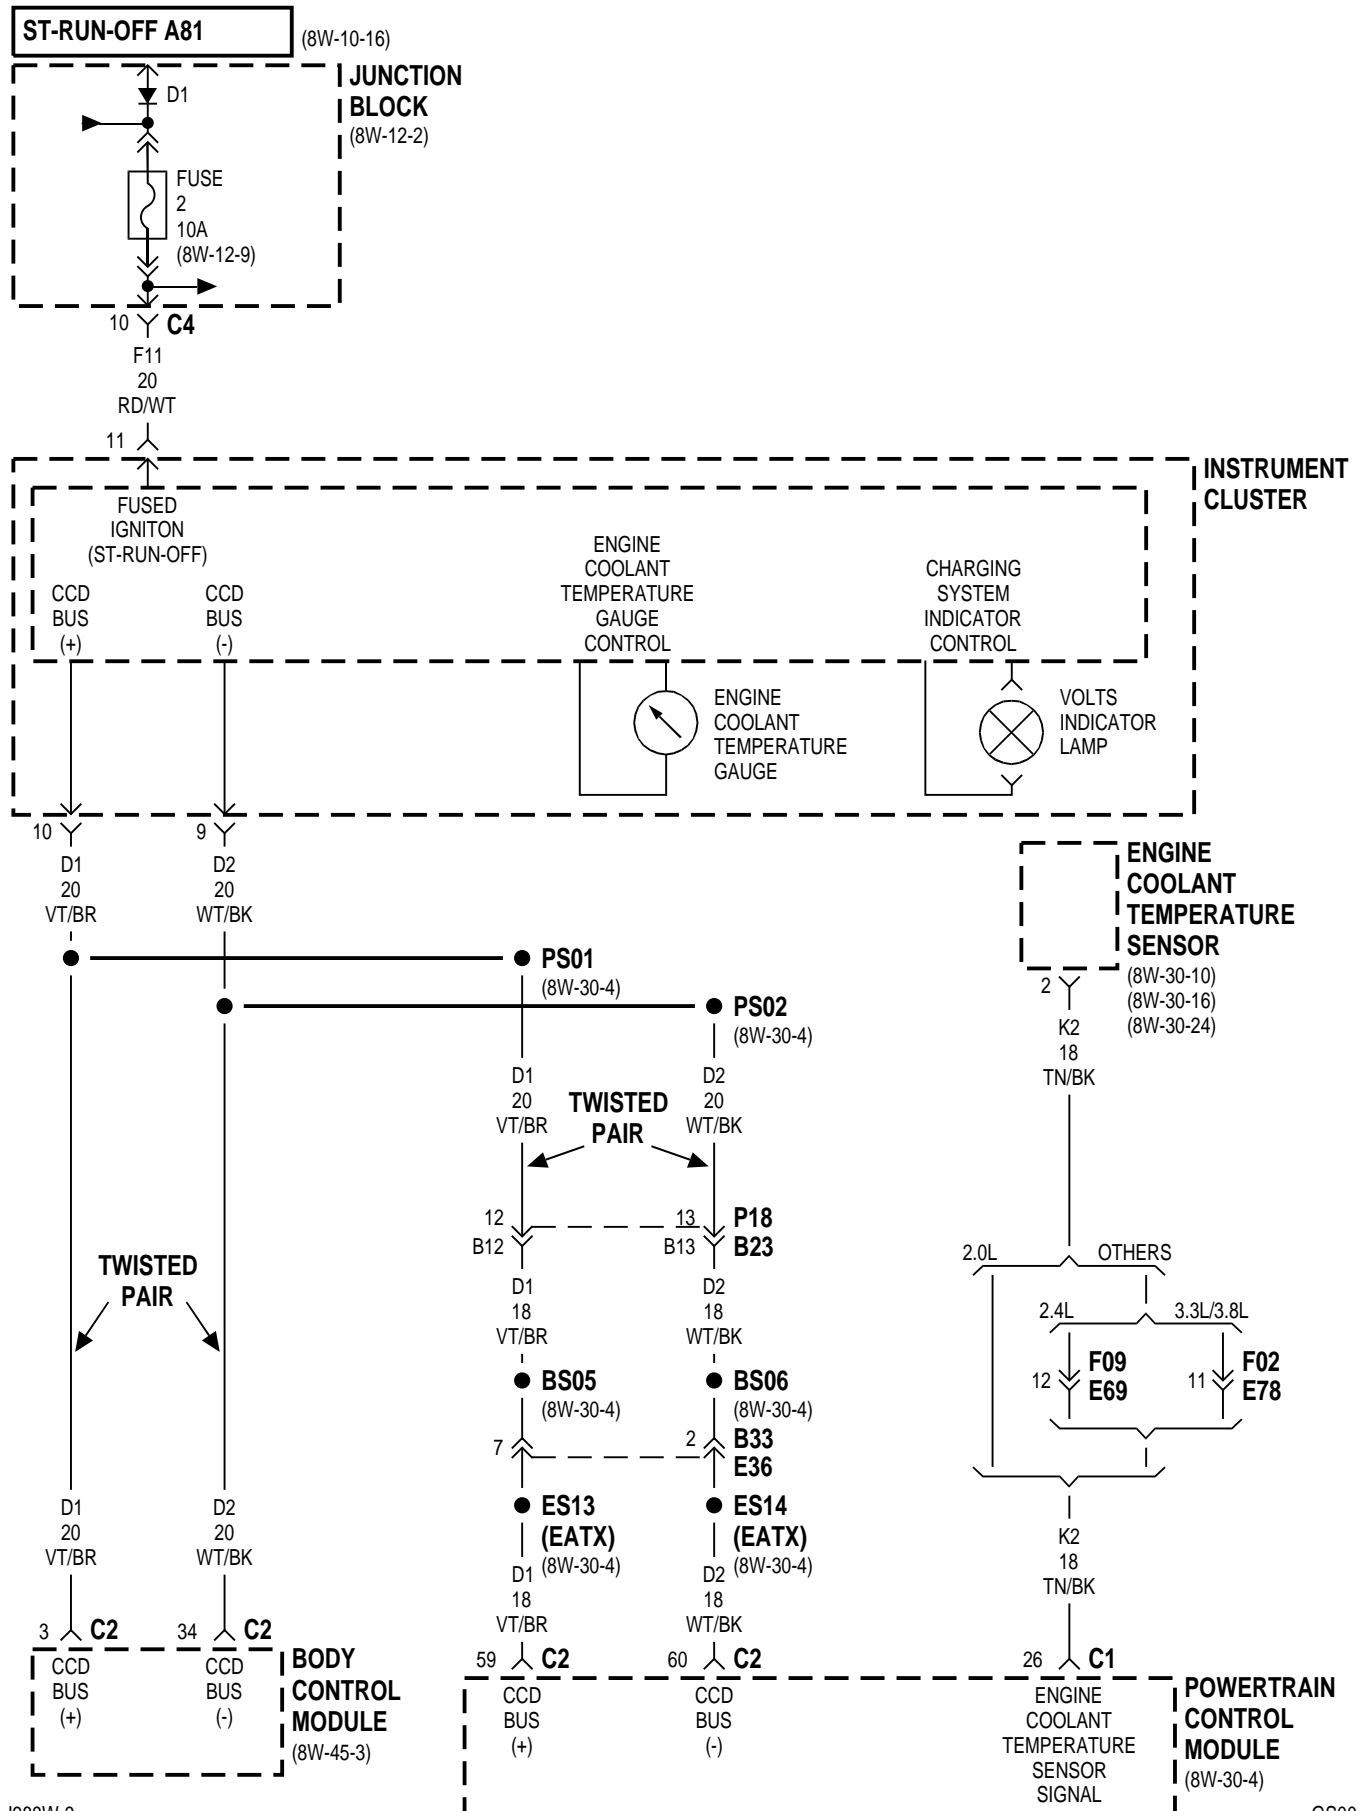 ST-RUN-OFF A81
(8W-10-16)
JUNCTION
BLOCK
(8W-12-2)
D1
FUSE
2
10A
(8W-12-9)
10
C4
F11
20
RD/WT
11
INSTRUMENT
CLUSTER
FUSED
IGNITON
(ST-RUN-OFF)
CCD
BUS
(+)
CCD
BUS
(-)
ENGINE
COOLANT
TEMPERATURE
GAUGE
CONTROL
CHARGING
SYSTEM
INDICATOR
CONTROL
ENGINE
COOLANT
TEMPERATURE
GAUGE
VOLTS
INDICATOR
LAMP
10
9
D1
20
VT/BR
D2
20
WT/BK
ENGINE
COOLANT
TEMPERATURE
SENSOR
(8W-30-10)
(8W-30-16)
(8W-30-24)
2
K2
18
TN/BK
PS01
(8W-30-4)
PS02
(8W-30-4)
D1
20
VT/BR
D2
20
WT/BK
TWISTED
PAIR
12
13
P18
B12
B13
B23
D1
18
VT/BR
D2
18
WT/BK
TWISTED
PAIR
2.0L
OTHERS
2.4L
3.3L/3.8L
12
F09
E69
11
F02
E78
BS05
(8W-30-4)
BS06
(8W-30-4)
7
2
B33
E36
ES13
(EATX)
(8W-30-4)
ES14
(EATX)
(8W-30-4)
D1
20
VT/BR
D2
20
WT/BK
D1
18
VT/BR
D2
18
WT/BK
K2
18
TN/BK
3
C2
34
C2
59
C2
60
C2
26
C1
CCD
BUS
(+)
CCD
BUS
(-)
BODY
CONTROL
MODULE
(8W-45-3)
CCD
BUS
(+)
CCD
BUS
(-)
ENGINE
COOLANT
TEMPERATURE
SENSOR
SIGNAL
POWERTRAIN
CONTROL
MODULE
(8W-30-4)